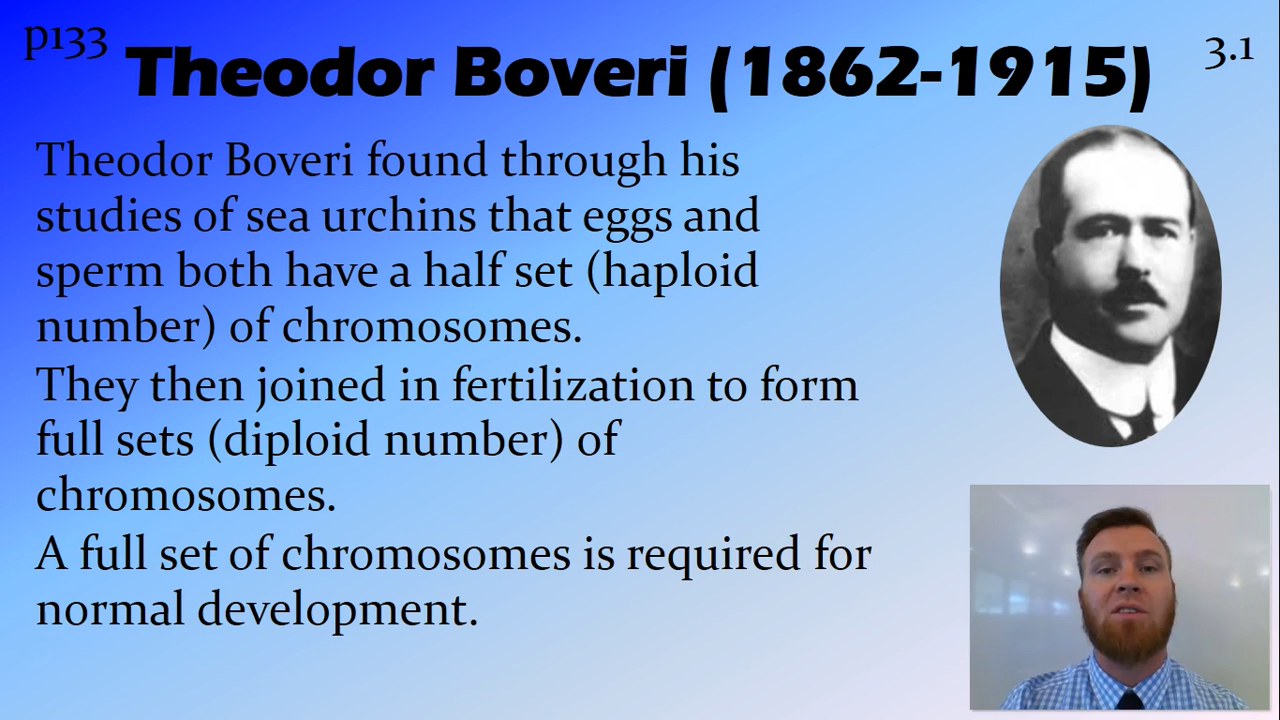 p133
Theodor Boveri (1862-1915)
3.1
Theodor Boveri found through his
studies of sea urchins that eggs and
sperm both have a half set (haploid
number) of chromosomes.
They then joined in fertilization to form
full sets (diploid number) of
chromosomes.
A full set of chromosomes is required for
normal development.